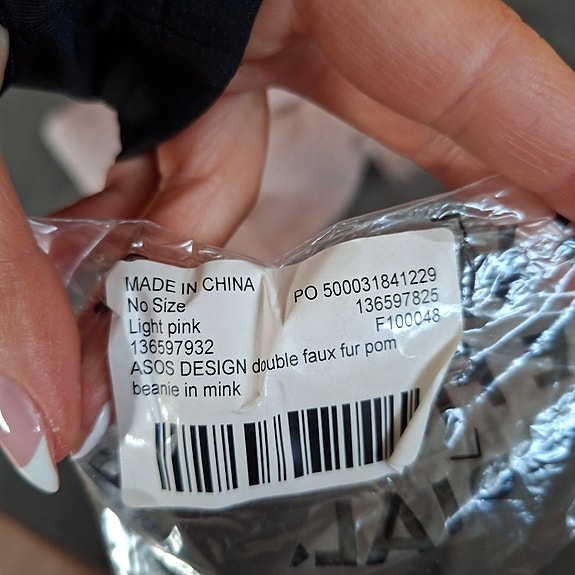 MADE IN CHINA
No Size
Light pink
136597932
PO 500031841229
136597825
F100048
ASOS DESIGN double faux fur pom
beanie in mink